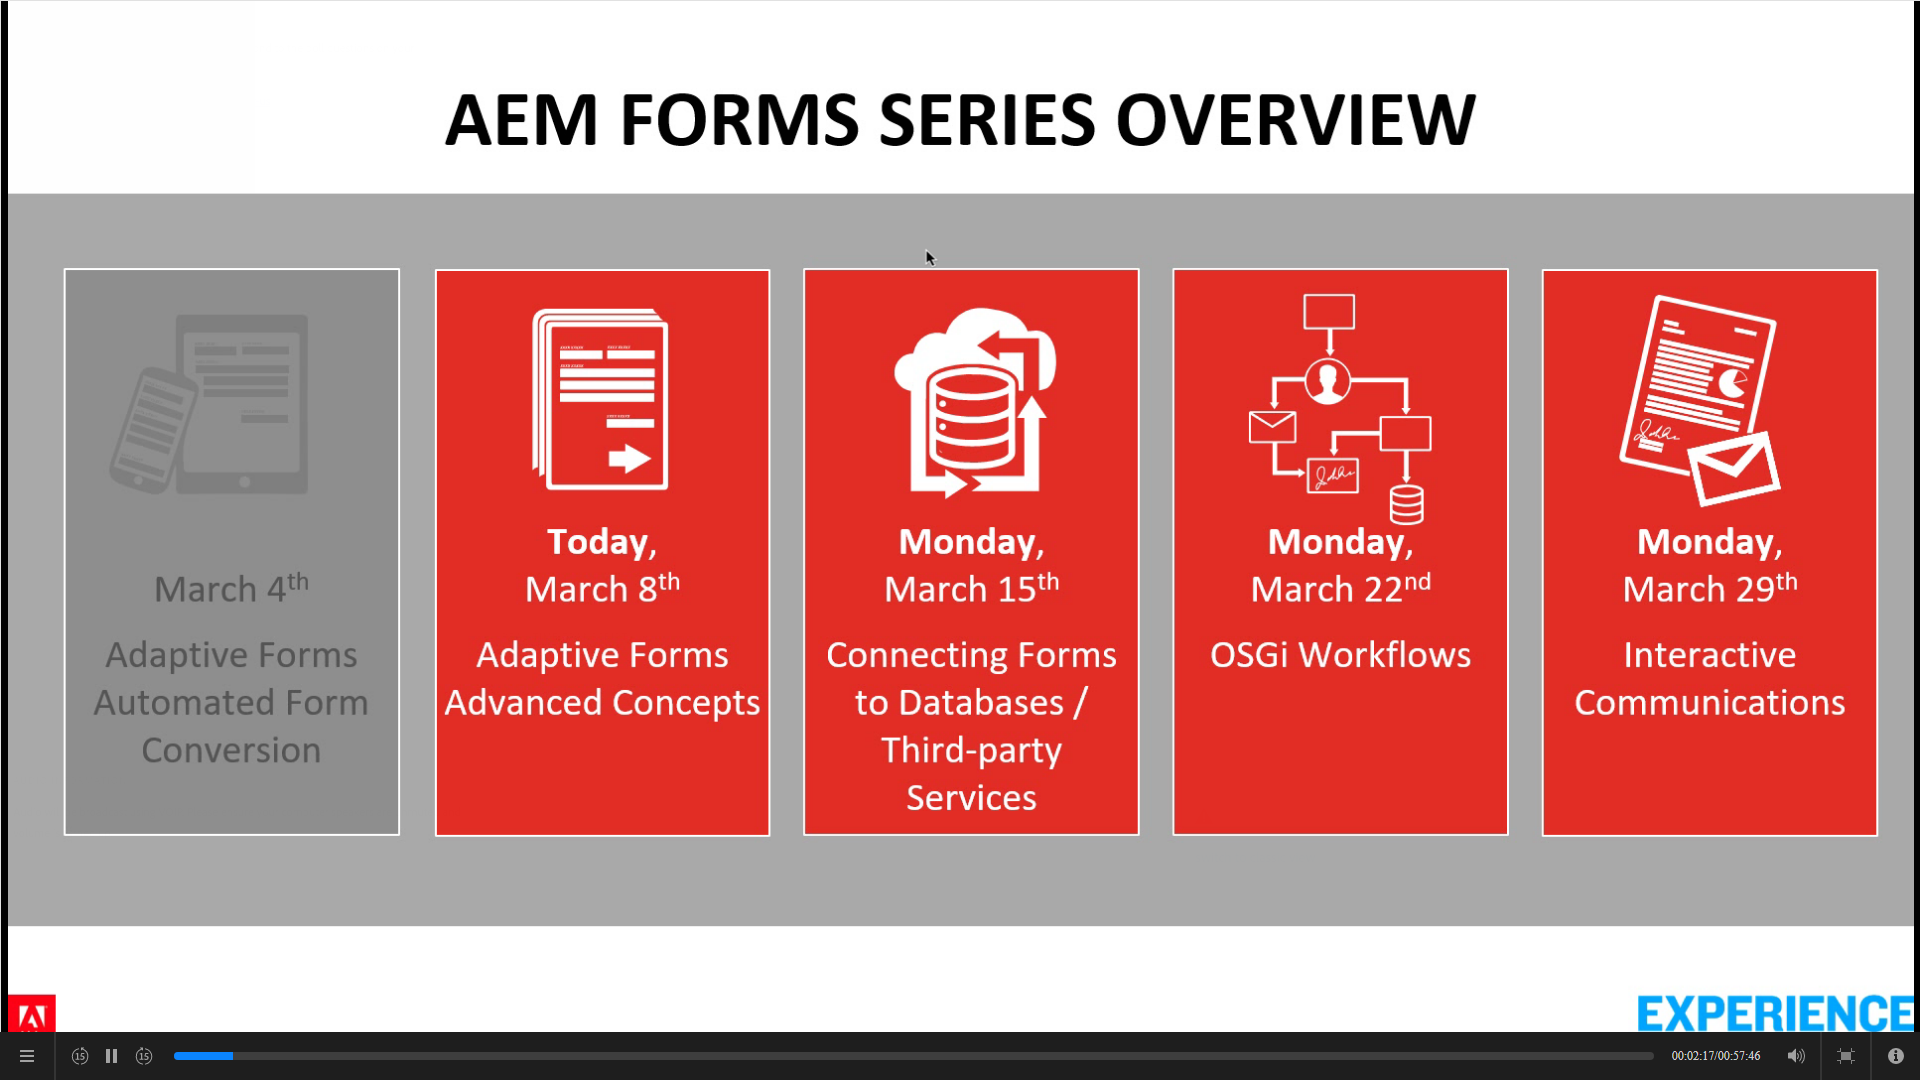 AEM FORMS SERIES OVERVIEW
March 4th
Adaptive Forms
Automated Form
Conversion
Today,
March 8th
Adaptive Forms
Advanced Concepts
Monday,
March 15th
Connecting Forms
to Databases /
Third-party
Services
Monday,
March 22nd
OSGi Workflows
Monday,
March 29th
Interactive
Communications
EXPERIENCE
15
15
00:02:17/00:57:46